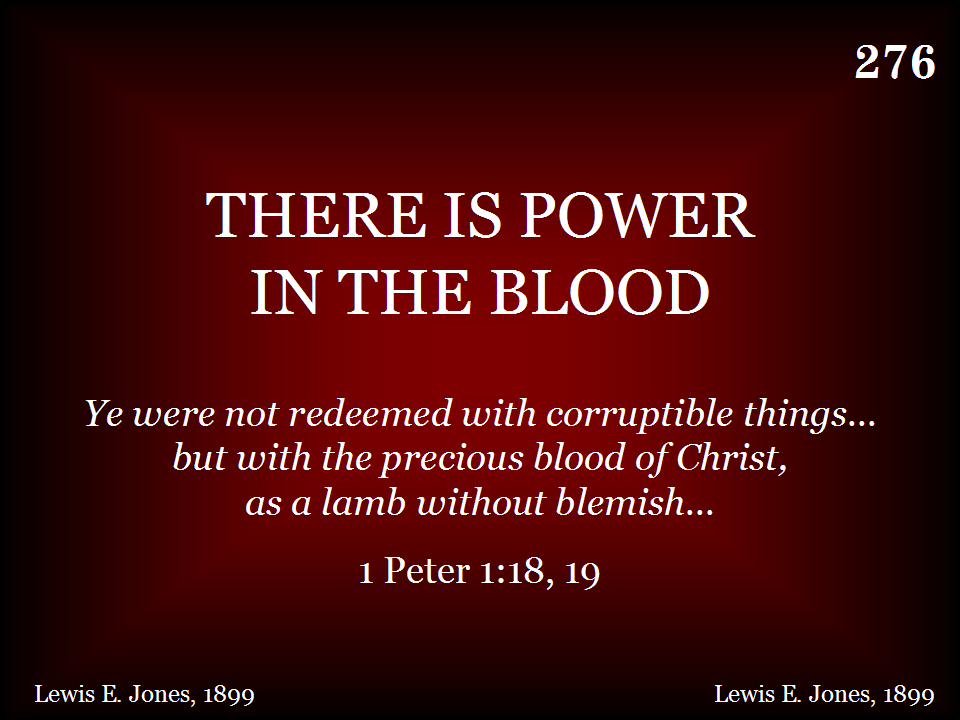 276
THERE IS POWER
IN THE BLOOD
Ye were not redeemed with corruptible things...
but with the precious blood of Christ,
as a lamb without blemish...
1 Peter 1:18, 19
Lewis E. Jones, 1899
Lewis E. Jones, 1899